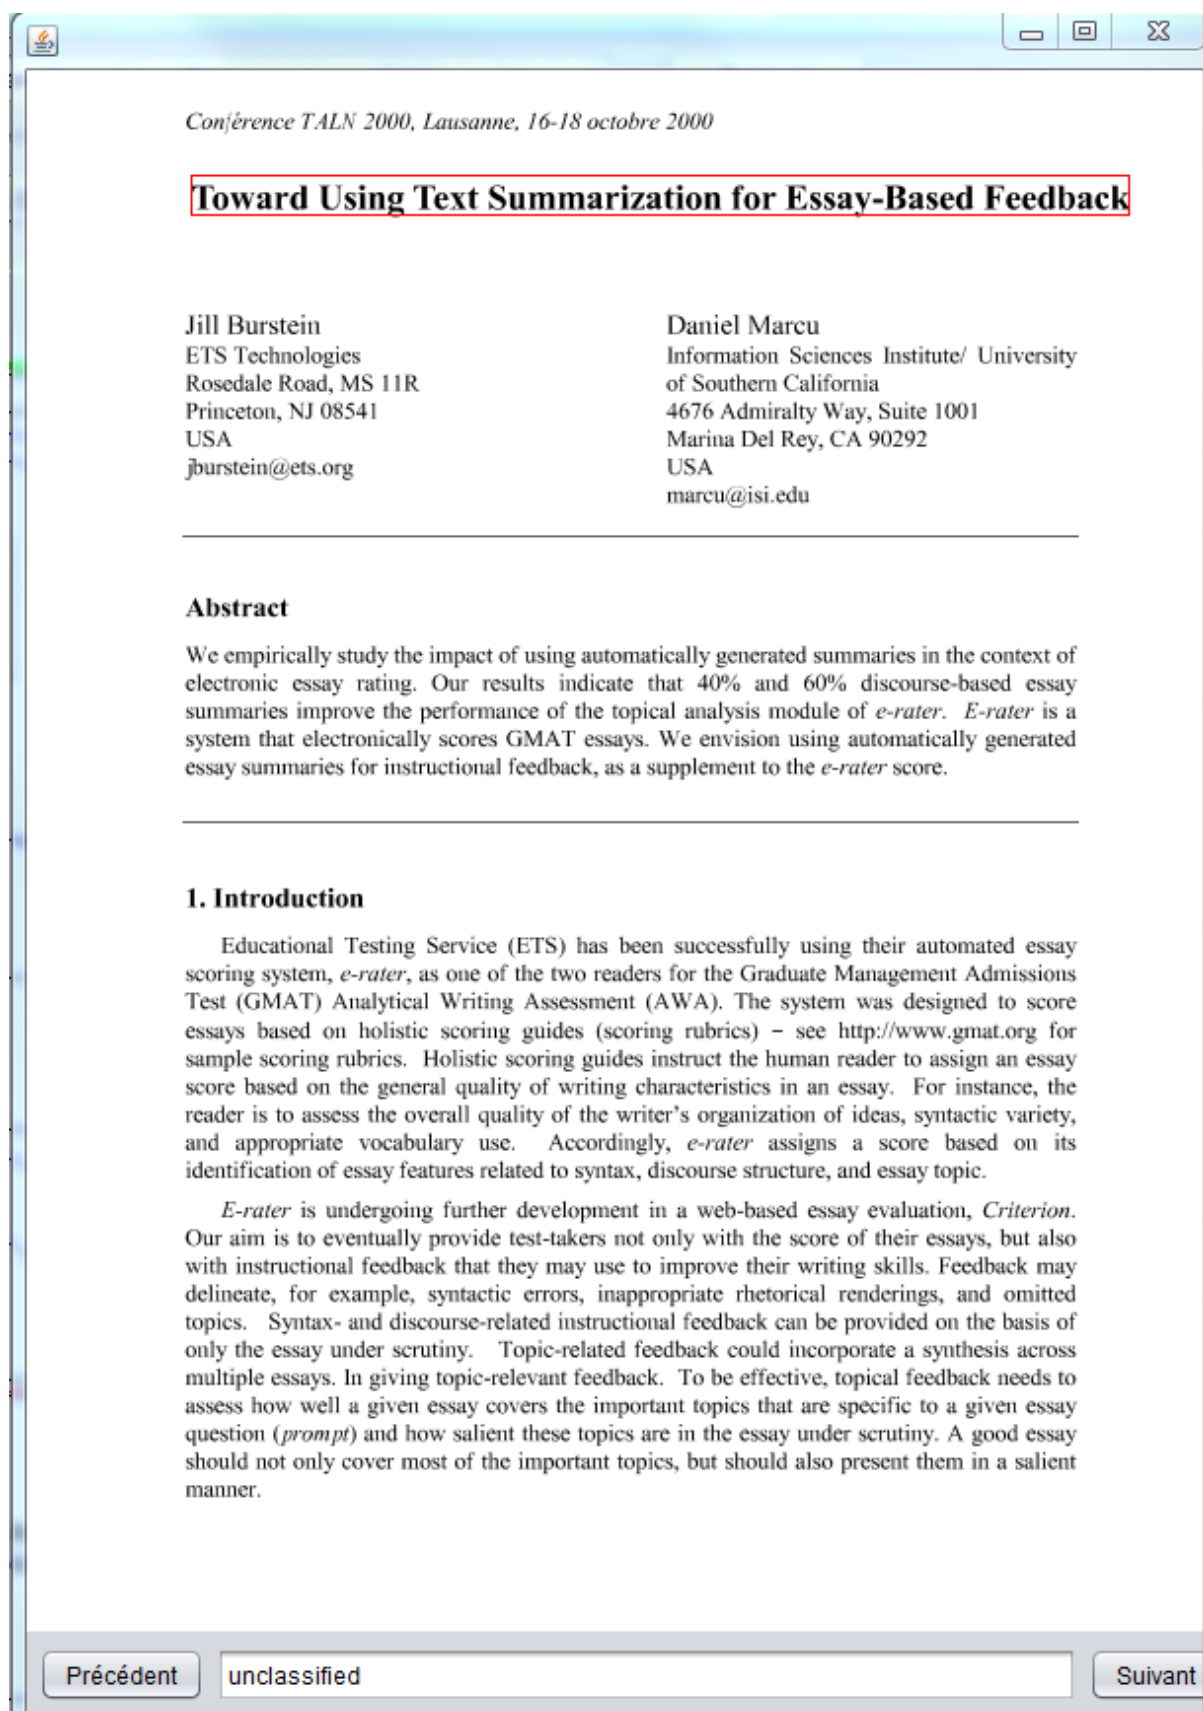 Conférence TALN 2000, Lausanne, 16-18 octobre 2000
Toward Using Text Summarization for Essay-Based Feedback
Jill Burstein
ETS Technologies
Rosedale Road, MS 11R
Princeton, NJ 08541
USA
jburstein@ets.org
Daniel Marcu
Information Sciences Institute/ University
of Southern California
4676 Admiralty Way, Suite 1001
Marina Del Rey, CA 90292
USA
marcu@isi.edu
Abstract
We empirically study the impact of using automatically generated summaries in the context of
electronic essay rating. Our results indicate that 40% and 60% discourse-based essay
summaries improve the performance of the topical analysis module of e-rater. E-rater is a
system that electronically scores GMAT essays. We envision using automatically generated
essay summaries for instructional feedback, as a supplement to the e-rater score.
1. Introduction
Educational Testing Service (ETS) has been successfully using their automated essay
scoring system, e-rater, as one of the two readers for the Graduate Management Admissions
Test (GMAT) Analytical Writing Assessment (AWA). The system was designed to score
essays based on holistic scoring guides (scoring rubrics) – see http://www.gmat.org for
sample scoring rubrics. Holistic scoring guides instruct the human reader to assign an essay
score based on the general quality of writing characteristics in an essay. For instance, the
reader is to assess the overall quality of the writer's organization of ideas, syntactic variety,
and appropriate vocabulary use. Accordingly, e-rater assigns a score based on its
identification of essay features related to syntax, discourse structure, and essay topic.
E-rater is undergoing further development in a web-based essay evaluation, Criterion.
Our aim is to eventually provide test-takers not only with the score of their essays, but also
with instructional feedback that they may use to improve their writing skills. Feedback may
delineate, for example, syntactic errors, inappropriate rhetorical renderings, and omitted
topics. Syntax- and discourse-related instructional feedback can be provided on the basis of
only the essay under scrutiny. Topic-related feedback could incorporate a synthesis across
multiple essays. In giving topic-relevant feedback. To be effective, topical feedback needs to
assess how well a given essay covers the important topics that are specific to a given essay
question (prompt) and how salient these topics are in the essay under scrutiny. A good essay
should not only cover most of the important topics, but should also present them in a salient
manner.
Précédent
unclassified
Suivant